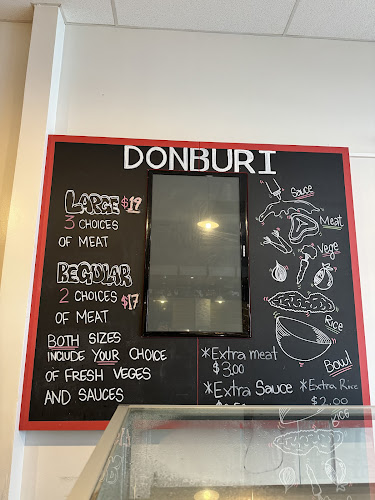 DONBURI
LARGE $19
3 CHOICES
OF MEAT
REGULAR
2 CHOICES $17
OF MEAT
BOTH SIZES
INCLUDE YOUR CHOICE
OF FRESH VEGES
AND SAUCES
Sauce
Meat
Vege
Rice
Bowl
*Extra meat
$3.00
*Extra Sauce
*Extra Rice
$2.00